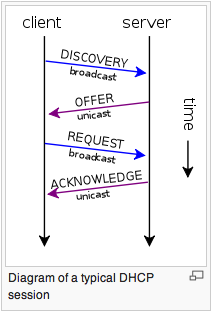 client server
DISCOVERY
broadcast
OFFER
unicast
time
REQUEST
broadcast
ACKNOWLEDGE
unicast
Diagram of a typical DHCP
session